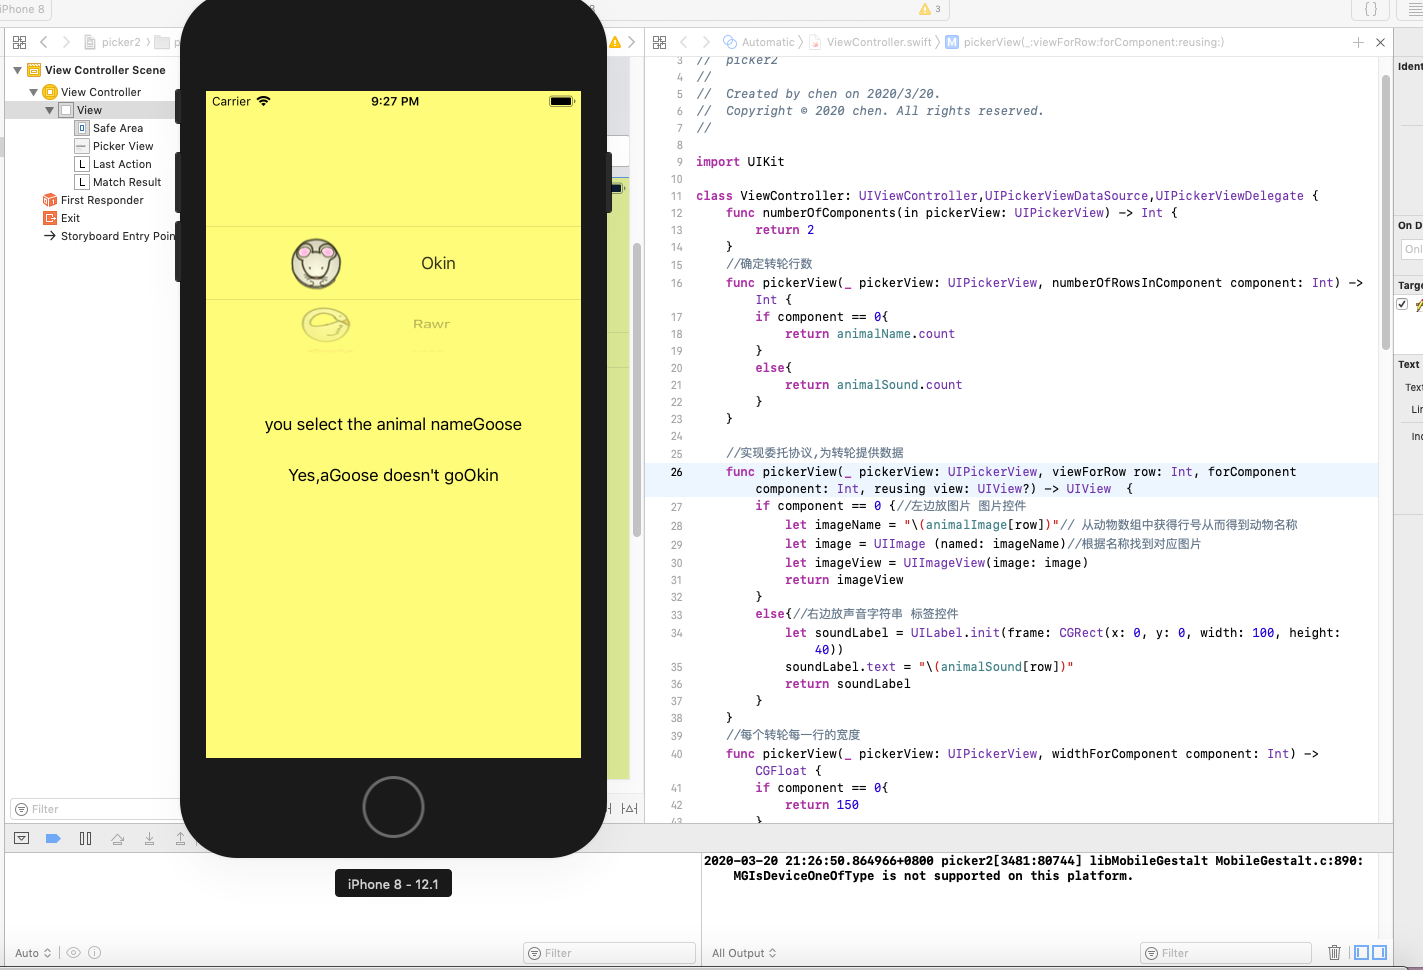 iPhone 8
3
picker2
Automatic
ViewController.swift
pickerView(_:viewForRow:forComponent:reusing:)
View Controller Scene
View Controller
View
Safe Area
Picker View
L Last Action
L Match Result
First Responder
Exit
Storyboard Entry Poin
Filter
Carrier
9:27 PM
Okin
Rawr
you select the animal nameGoose
Yes,aGoose doesn't goOkin
iPhone 8 - 12.1
3 // picker2
4 //
5 // Created by chen on 2020/3/20.
6 // Copyright © 2020 chen. All rights reserved.
7 //
8
9 import UIKit
10
11 class ViewController: UIViewController,UIPickerViewDataSource,UIPickerViewDelegate {
12 func numberOfComponents(in pickerView: UIPickerView) -> Int {
13 return 2
14 }
15 //确定转轮行数
16 func pickerView(_ pickerView: UIPickerView, numberOfRowsInComponent component: Int) ->
Int {
17 if component == 0{
18 return animalName.count
19 }
20 else{
21 return animalSound.count
22 }
23 }
24
25 //实现委托协议,为转轮提供数据
26 func pickerView(_ pickerView: UIPickerView, viewForRow row: Int, forComponent
component: Int, reusing view: UIView?) -> UIView {
27 if component == 0 {//左边放图片 图片控件
28 let imageName = "\(animalImage[row])"// 从动物数组中获得行号从而得到动物名称
29 let image = UIImage (named: imageName)//根据名称找到对应图片
30 let imageView = UIImageView(image: image)
31 return imageView
32 }
33 else{//右边放声音字符串 标签控件
34 let soundLabel = UILabel.init(frame: CGRect(x: 0, y: 0, width: 100, height:
40))
35 soundLabel.text = "\(animalSound[row])"
36 return soundLabel
37 }
38 }
39 //每个转轮每一行的宽度
40 func pickerView(_ pickerView: UIPickerView, widthForComponent component: Int) ->
CGFloat {
41 if component == 0{
42 return 150
43 }
Ident
On D
Onl
Targe
Text
Tex
Lir
Inc
2020-03-20 21:26:50.864966+0800 picker2[3481:80744] libMobileGestalt MobileGestalt.c:890:
MGIsDeviceOneOfType is not supported on this platform.
Auto
Filter
All Output
Filter